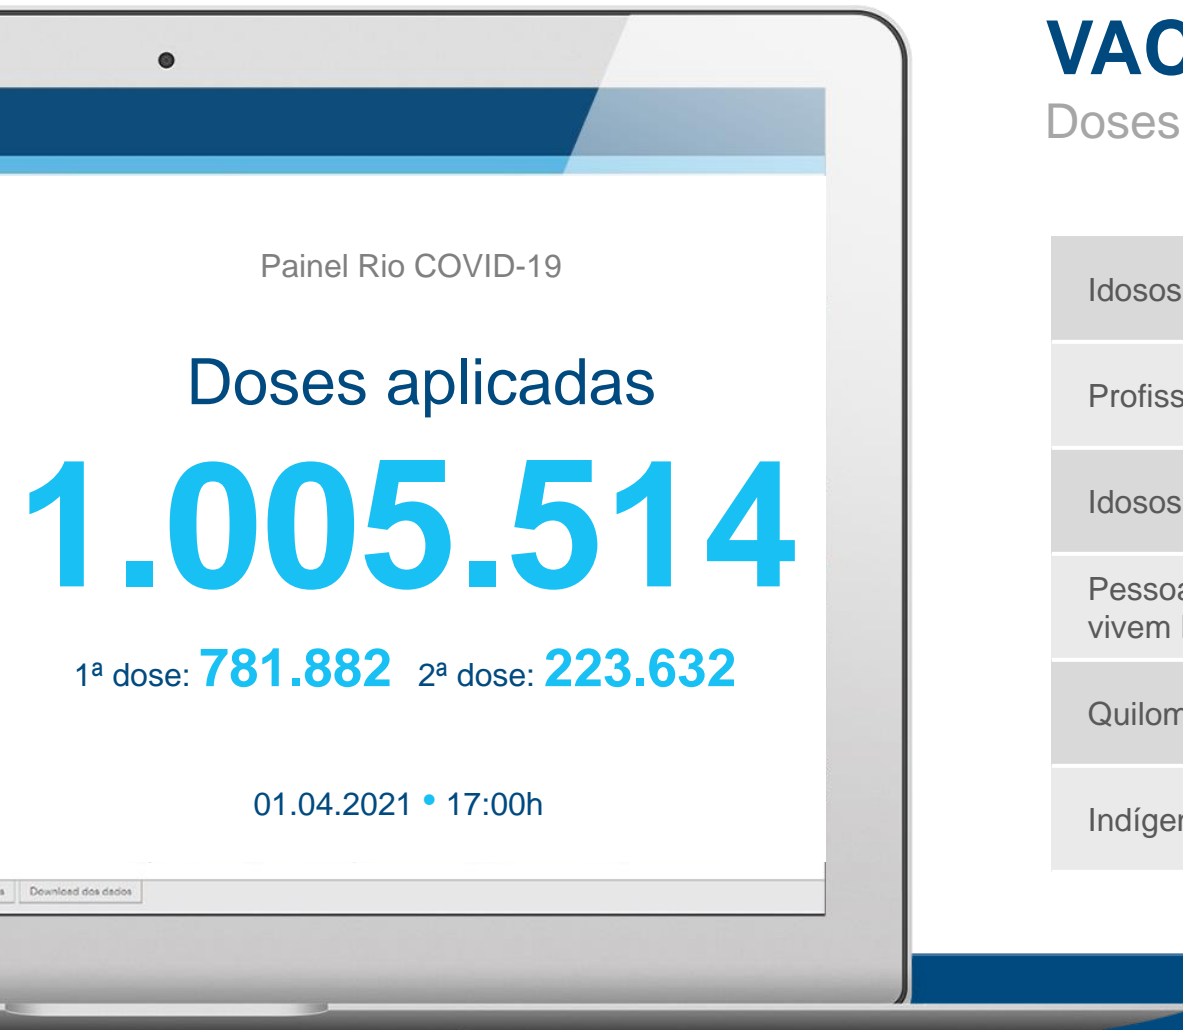 Painel Rio COVID-19
Doses aplicadas
1.005.514
1ª dose: 781.882 2ª dose: 223.632
01.04.2021 • 17:00h
Download dos dados
VAC
Doses
Idosos
Profiss
Idosos
Pessoa
vivem
Quilom
Indíger